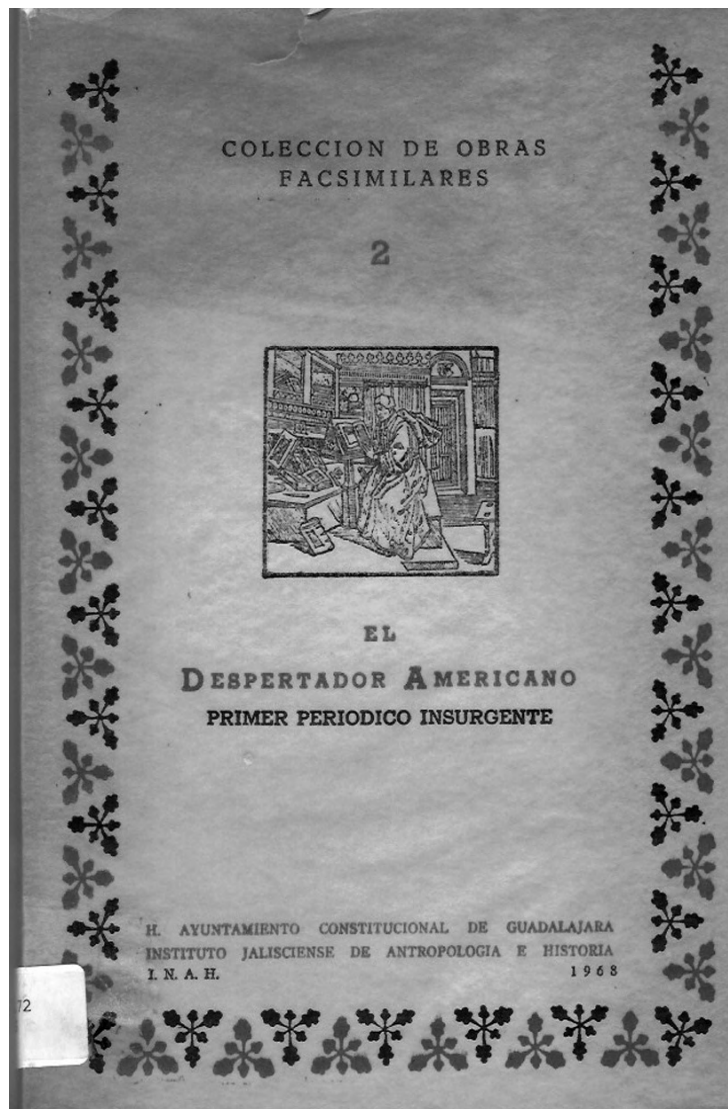 COLECCION DE OBRAS
FACSIMILARES
2
EL
DESPERTADOR AMERICANO
PRIMER PERIODICO INSURGENTE
H. AYUNTAMIENTO CONSTITUCIONAL DE GUADALAJARA
INSTITUTO JALISCIENSE DE ANTROPOLOGIA E HISTORIA
I. N. A. H. 1968
72